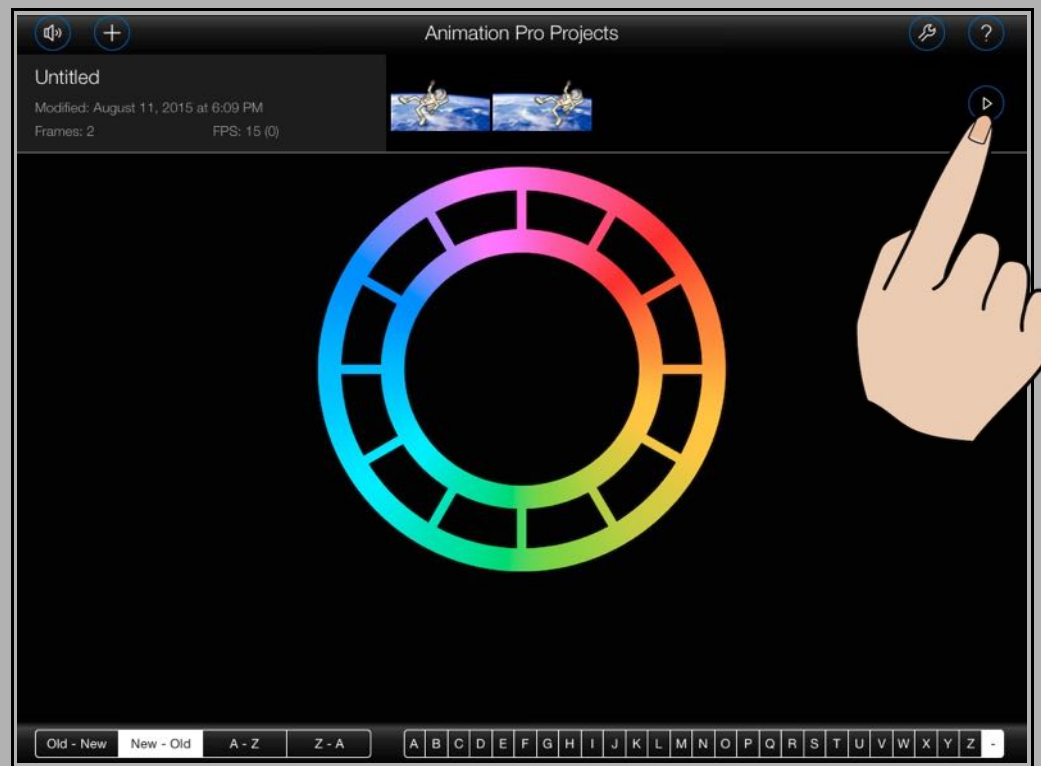 Animation Pro Projects
?
Untitled
Modified: August 11, 2015 at 6:09 PM
Frames: 2 FPS: 15 (0)
Old - New New - Old A - Z Z - A A B C D E F G H I J K L M N O P Q R S T U V W X Y Z -